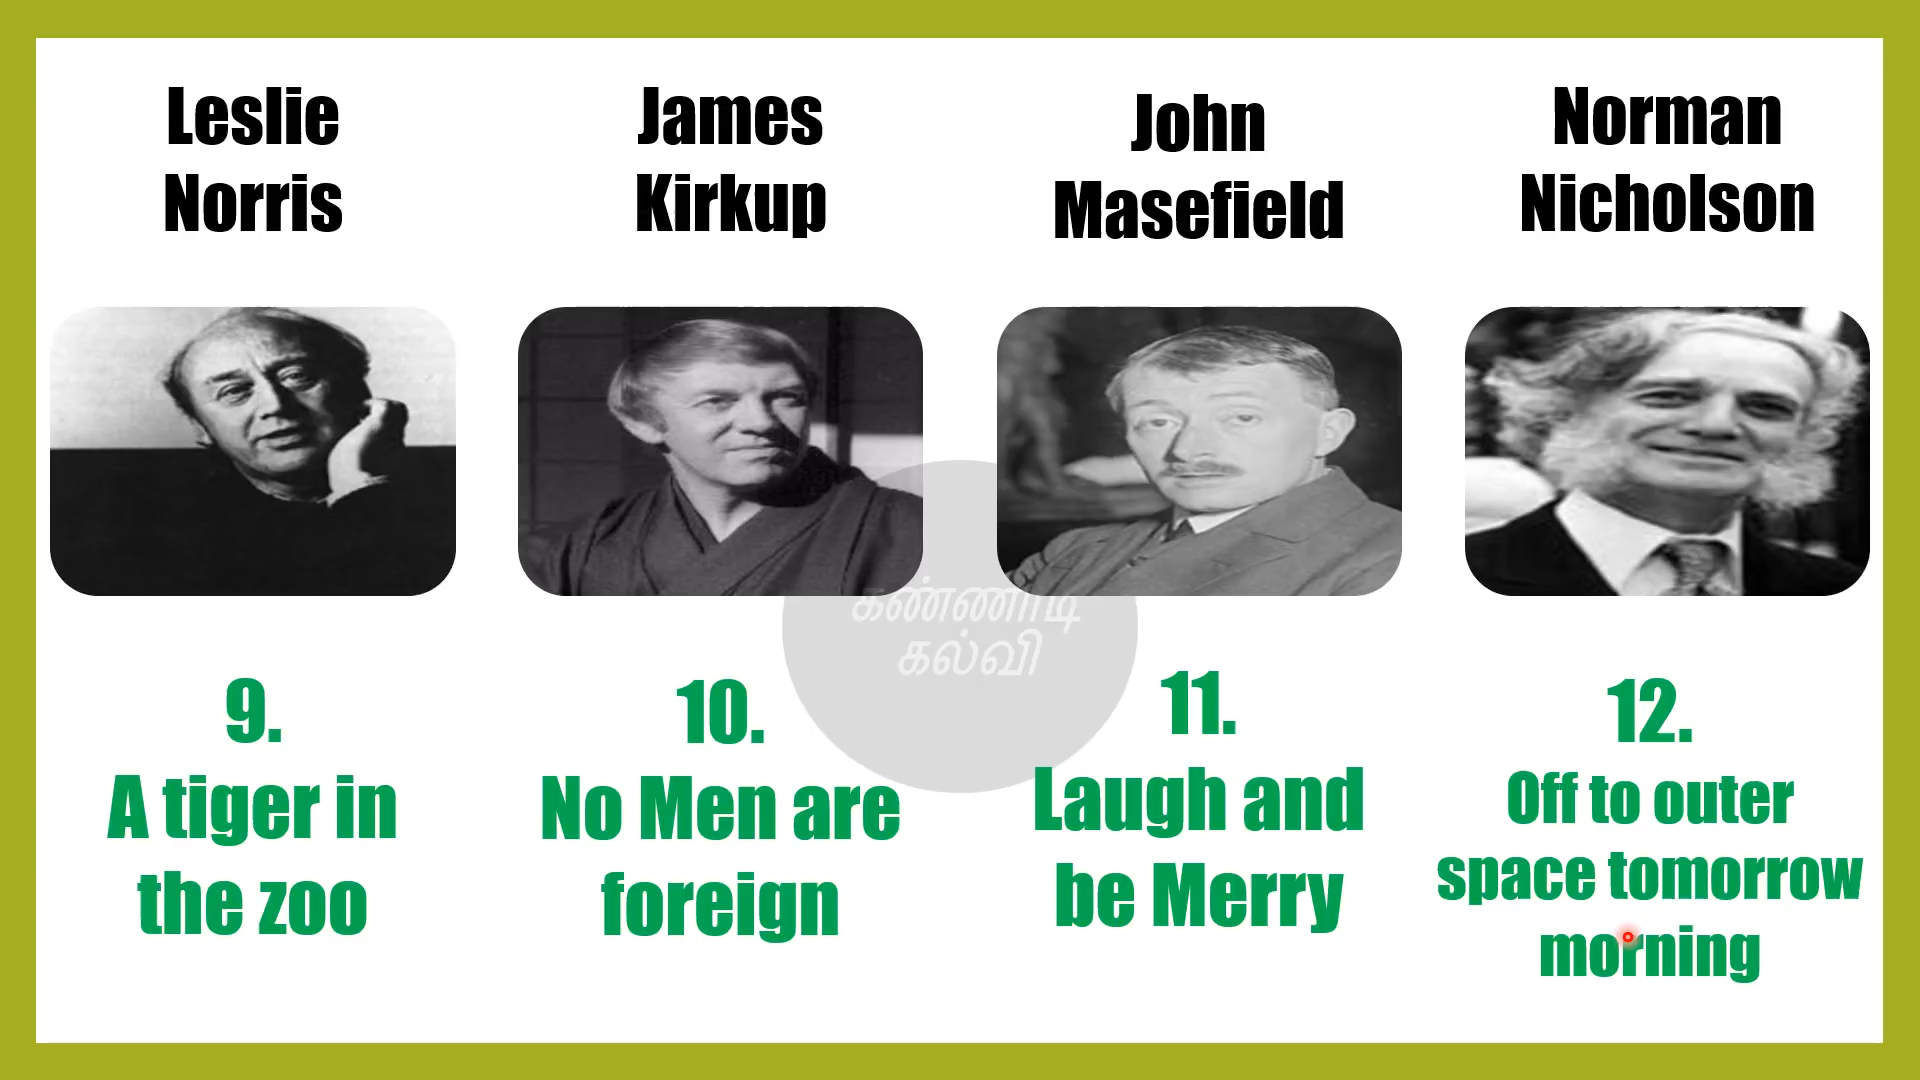 Leslie
Norris
James
Kirkup
John
Masefield
Norman
Nicholson
கண்ணாடி
கல்வி
9.
A tiger in
the zoo
10.
No Men are
foreign
11.
Laugh and
be Merry
12.
Off to outer
space tomorrow
morning